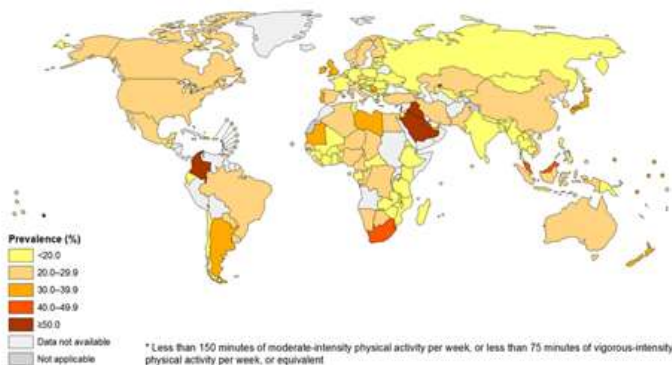 Prevalence (%)
<20.0
20.0–29.9
30.0–39.9
40.0–49.9
≥50.0
Data not available
Not applicable
* Less than 150 minutes of moderate-intensity physical activity per week, or less than 75 minutes of vigorous-intensity
physical activity per week, or equivalent